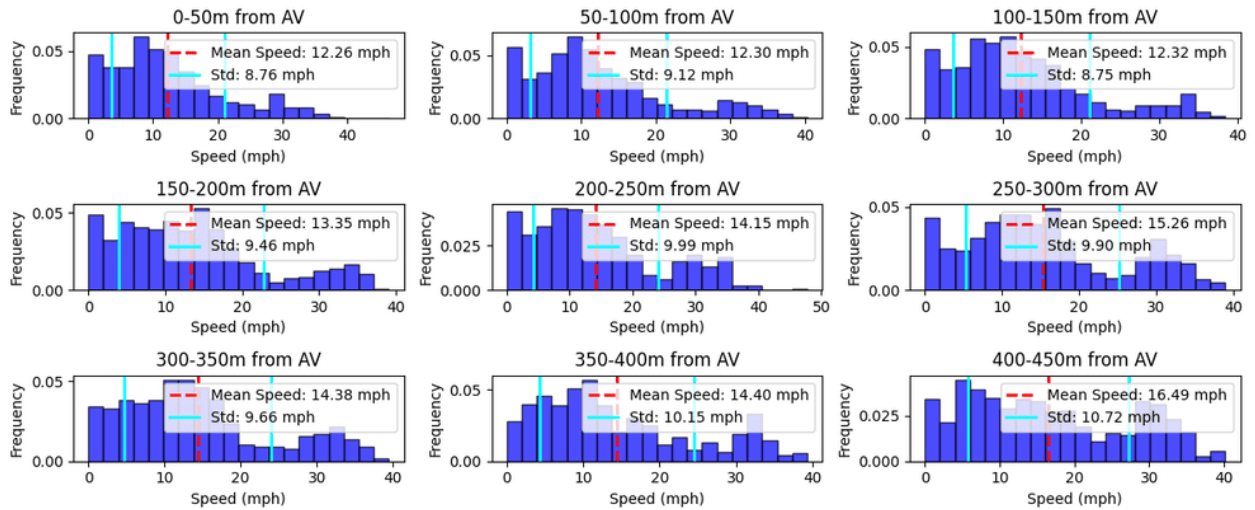 0-50m from AV
Frequency
0.05
0.00
Mean Speed: 12.26 mph
Std: 8.76 mph
0 10 20 30 40
Speed (mph)
50-100m from AV
Frequency
0.05
0.00
Mean Speed: 12.30 mph
Std: 9.12 mph
0 10 20 30 40
Speed (mph)
100-150m from AV
Frequency
0.05
0.00
Mean Speed: 12.32 mph
Std: 8.75 mph
0 10 20 30 40
Speed (mph)
150-200m from AV
Frequency
0.05
0.00
Mean Speed: 13.35 mph
Std: 9.46 mph
0 10 20 30 40
Speed (mph)
200-250m from AV
Frequency
0.025
0.000
Mean Speed: 14.15 mph
Std: 9.99 mph
0 10 20 30 40 50
Speed (mph)
250-300m from AV
Frequency
0.05
0.00
Mean Speed: 15.26 mph
Std: 9.90 mph
0 10 20 30 40
Speed (mph)
300-350m from AV
Frequency
0.05
0.00
Mean Speed: 14.38 mph
Std: 9.66 mph
0 10 20 30 40
Speed (mph)
350-400m from AV
Frequency
0.05
0.00
Mean Speed: 14.40 mph
Std: 10.15 mph
0 10 20 30 40
Speed (mph)
400-450m from AV
Frequency
0.025
0.000
Mean Speed: 16.49 mph
Std: 10.72 mph
0 10 20 30 40
Speed (mph)